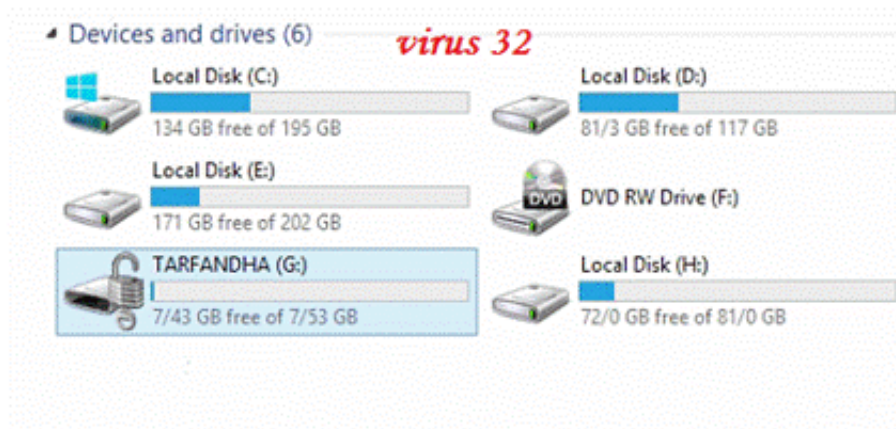 Devices and drives (6)
virus 32
Local Disk (C:)
134 GB free of 195 GB
Local Disk (D:)
81/3 GB free of 117 GB
Local Disk (E:)
171 GB free of 202 GB
DVD
DVD RW Drive (F:)
TARFANDHA (G:)
7/43 GB free of 7/53 GB
Local Disk (H:)
72/0 GB free of 81/0 GB